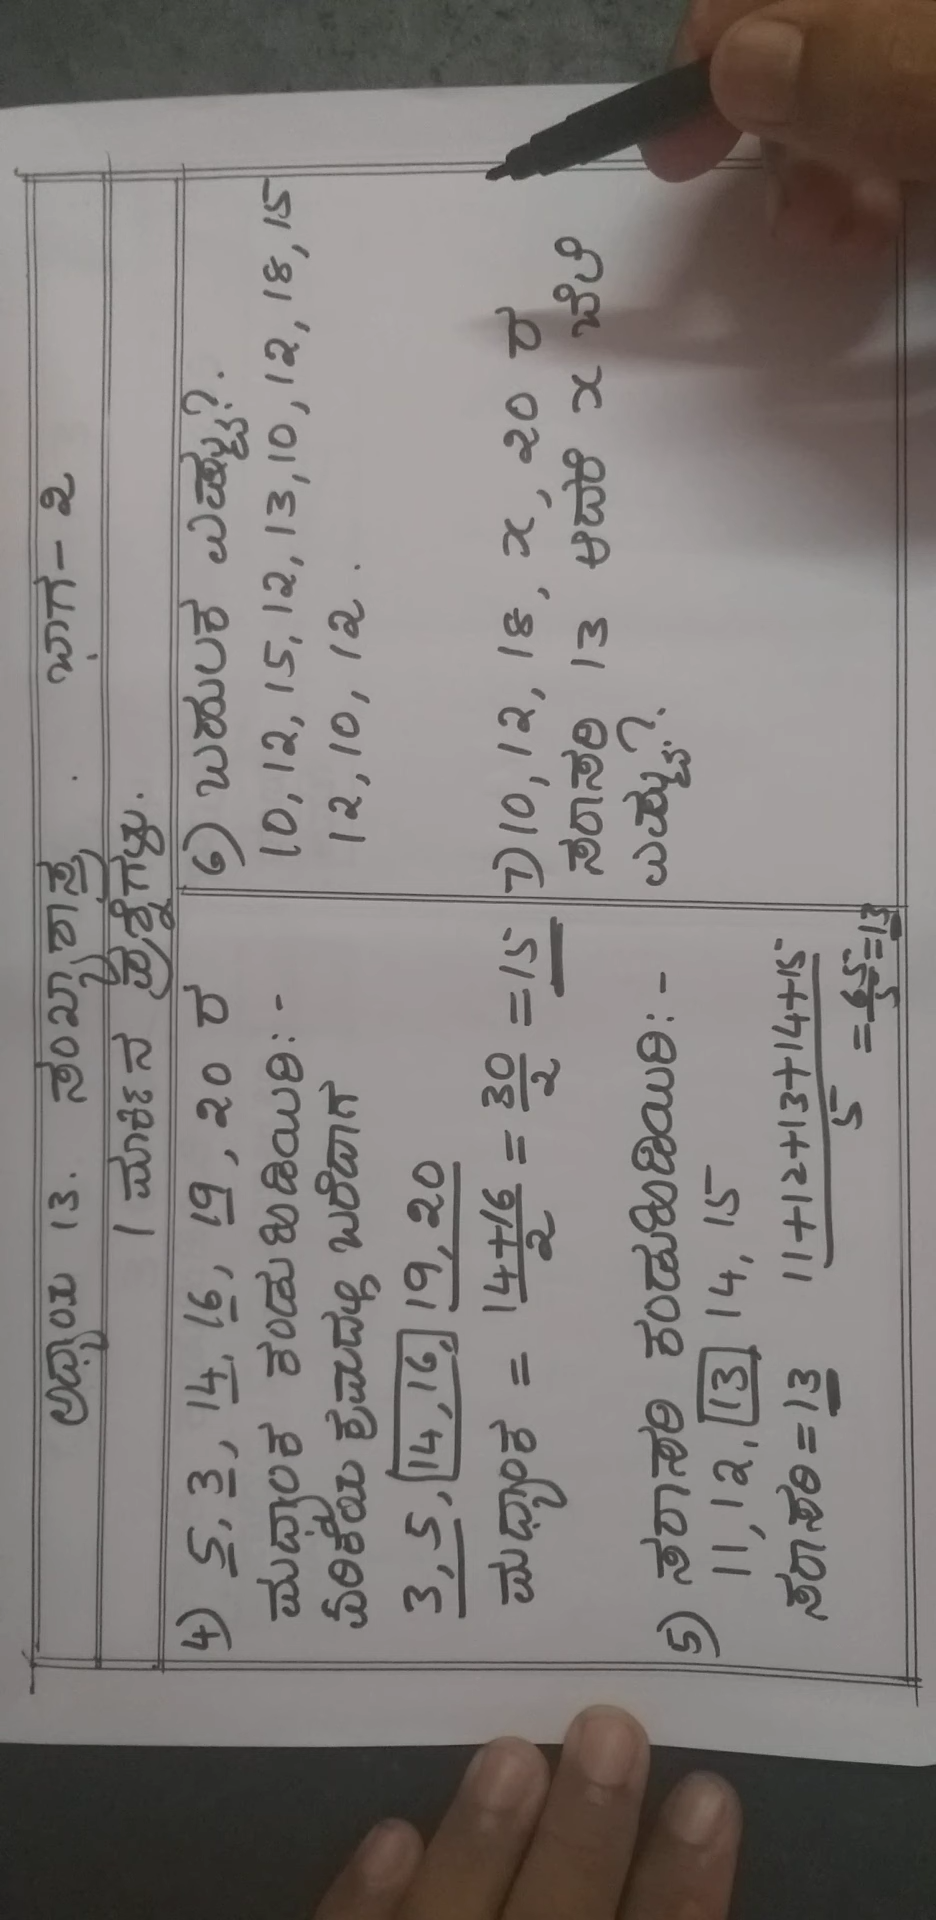 ಅಧ್ಯಾಯ 13. ಸಂಖ್ಯಾಶಾಸ್ತ್ರ . ಭಾಗ - 2
1 ಮಾರ್ಕಿನ ಪ್ರಶ್ನೆಗಳು.
4) 5, 3, 14, 16, 19, 20 ರ
ಮಧ್ಯಾಂಕ ಕಂಡುಹಿಡಿಯಿರಿ:-
ಏರಿಕೆಯ ಕ್ರಮದಲ್ಲಿ ಬರೆದಾಗ
3, 5, 14, 16, 19, 20
ಮಧ್ಯಾಂಕ = 14+16/2 = 30/2 = 15
5) ಸರಾಸರಿ ಕಂಡುಹಿಡಿಯಿರಿ:-
11, 12, 13 14, 15
ಸರಾಸರಿ = 13 11+12+13+14+15/5 = 65/5 = 13
6) ಬಹುಲಕ ಎಷ್ಟು?.
10, 12, 15, 12, 13, 10, 12, 18, 15
12, 10, 12.
7) 10, 12, 18, x, 20 ರ
ಸರಾಸರಿ 13 ಆದರೆ x ಬೆಲೆ
ಎಷ್ಟು?.